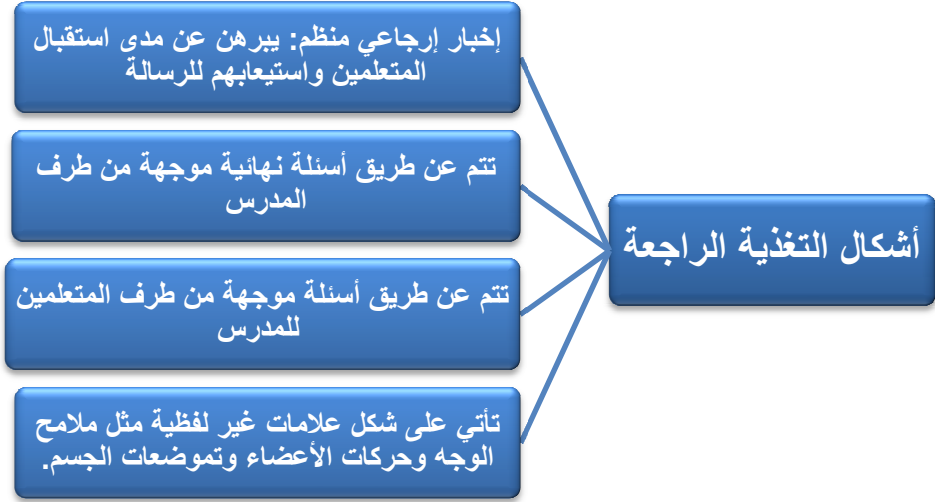 أشكال التغذية الراجعة
إخبار إرجاعي منظم: يبرهن عن مدى استقبال
المتعلمين واستيعابهم للرسالة
تتم عن طريق أسئلة نهائية موجهة من طرف
المدرس
تتم عن طريق أسئلة موجهة من طرف المتعلمين
للمدرس
تأتي على شكل علامات غير لفظية مثل ملامح
الوجه وحركات الأعضاء وتموضعات الجسم.